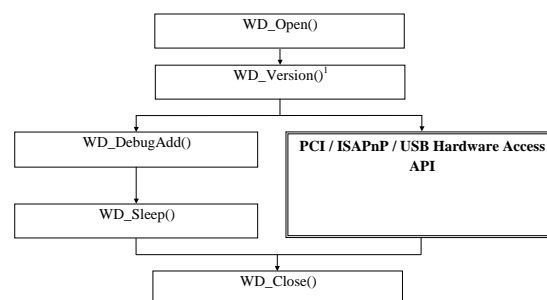 WD_Open()
WD_Version()¹
WD_DebugAdd()
PCI / ISAPnP / USB Hardware Access
API
WD_Sleep()
WD_Close()